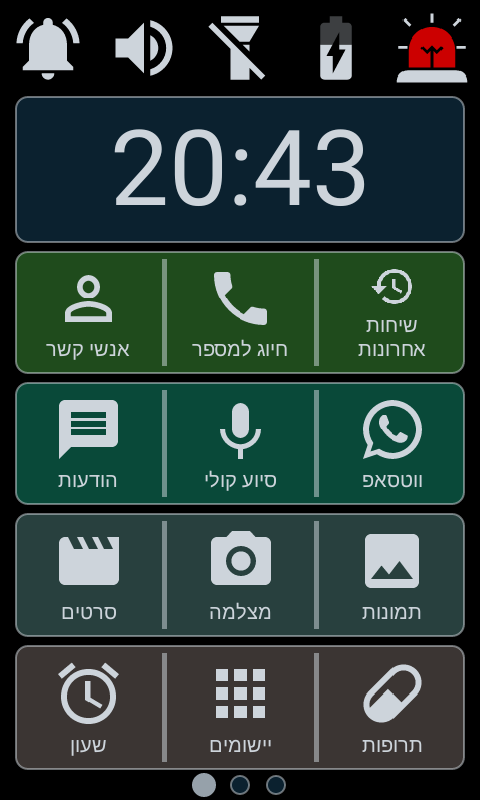 20:43
שיחות
אחרונות
חיוג למספר
אנשי קשר
ווטסאפ
סיוע קולי
הודעות
תמונות
מצלמה
סרטים
תרופות
יישומים
שעון